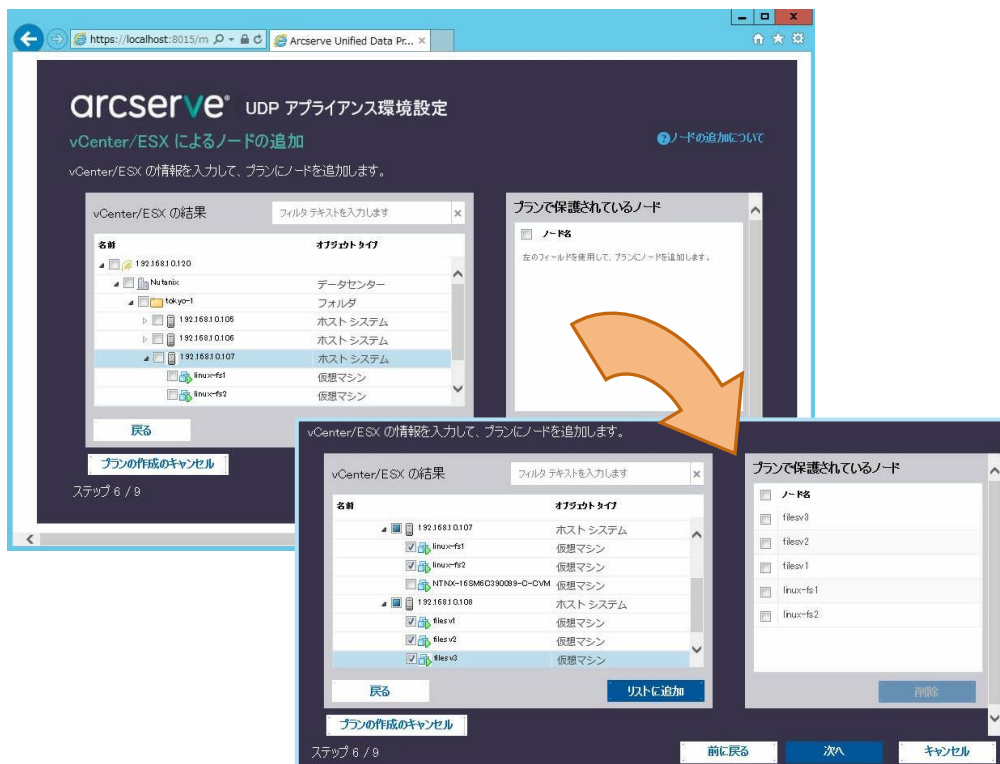 https://localhost:8015/m
Arcserve Unified Data Pr...
arcserve® UDP アプライアンス環境設定
vCenter/ESX によるノードの追加
ノードの追加について
vCenter/ESX の情報を入力して、プランにノードを追加します。
vCenter/ESX の結果
フィルタ テキストを入力します
名前 オブジェクト タイプ
192.168.10.120
Nutanix データセンター
tokyo-1 フォルダ
192.168.10.105 ホスト システム
192.168.10.106 ホスト システム
192.168.10.107 ホスト システム
linux-fs1 仮想マシン
linux-fs2 仮想マシン
戻る
プランの作成のキャンセル
ステップ 6 / 9
プランで保護されているノード
ノード名
左のフィールドを使用して、プランにノードを追加します。
vCenter/ESX の情報を入力して、プランにノードを追加します。
vCenter/ESX の結果
フィルタ テキストを入力します
名前 オブジェクト タイプ
192.168.10.107 ホスト システム
linux-fs1 仮想マシン
linux-fs2 仮想マシン
NTNX-16SM6C390099-C-CVM 仮想マシン
192.168.10.108 ホスト システム
filesv1 仮想マシン
filesv2 仮想マシン
filesv3 仮想マシン
戻る
リストに追加
プランで保護されているノード
ノード名
filesv3
filesv2
filesv1
linux-fs1
linux-fs2
削除
プランの作成のキャンセル
ステップ 6 / 9
前に戻る
次へ
キャンセル